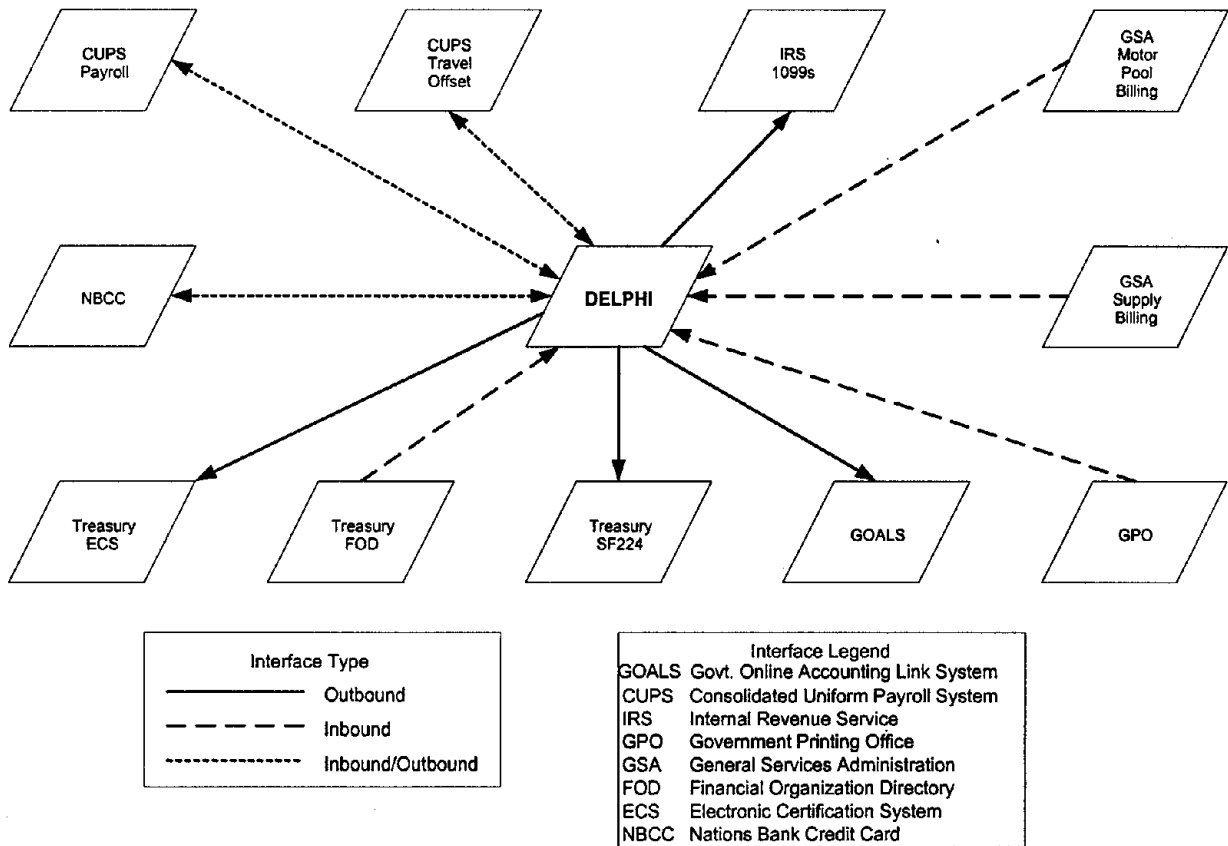 CUPS
Payroll
CUPS
Travel
Offset
IRS
1099s
GSA
Motor
Pool
Billing
NBCC
DELPHI
GSA
Supply
Billing
Treasury
ECS
Treasury
FOD
Treasury
SF224
GOALS
GPO
Interface Type
Outbound
Inbound
Inbound/Outbound
Interface Legend
GOALS Govt. Online Accounting Link System
CUPS Consolidated Uniform Payroll System
IRS Internal Revenue Service
GPO Government Printing Office
GSA General Services Administration
FOD Financial Organization Directory
ECS Electronic Certification System
NBCC Nations Bank Credit Card